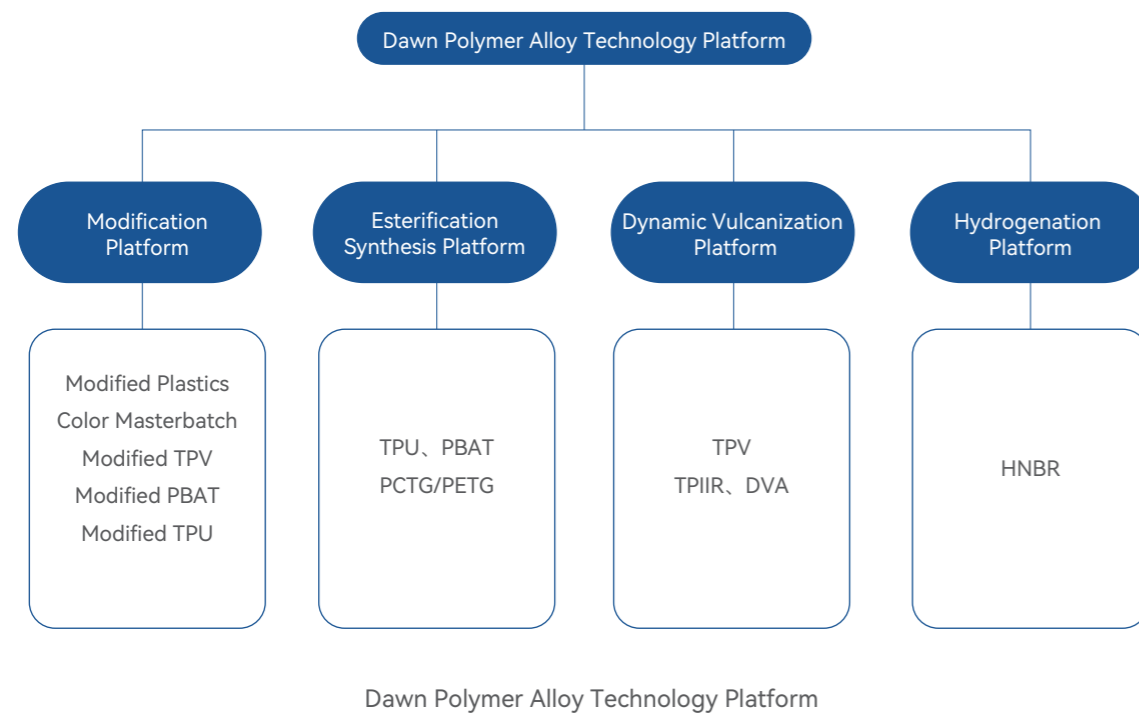 Dawn Polymer Alloy Technology Platform
Modification
Platform
Esterification
Synthesis Platform
Dynamic Vulcanization
Platform
Hydrogenation
Platform
Modified Plastics
Color Masterbatch
Modified TPV
Modified PBAT
Modified TPU
TPU、PBAT
PCTG/PETG
TPV
TPIIR、DVA
HNBR
Dawn Polymer Alloy Technology Platform